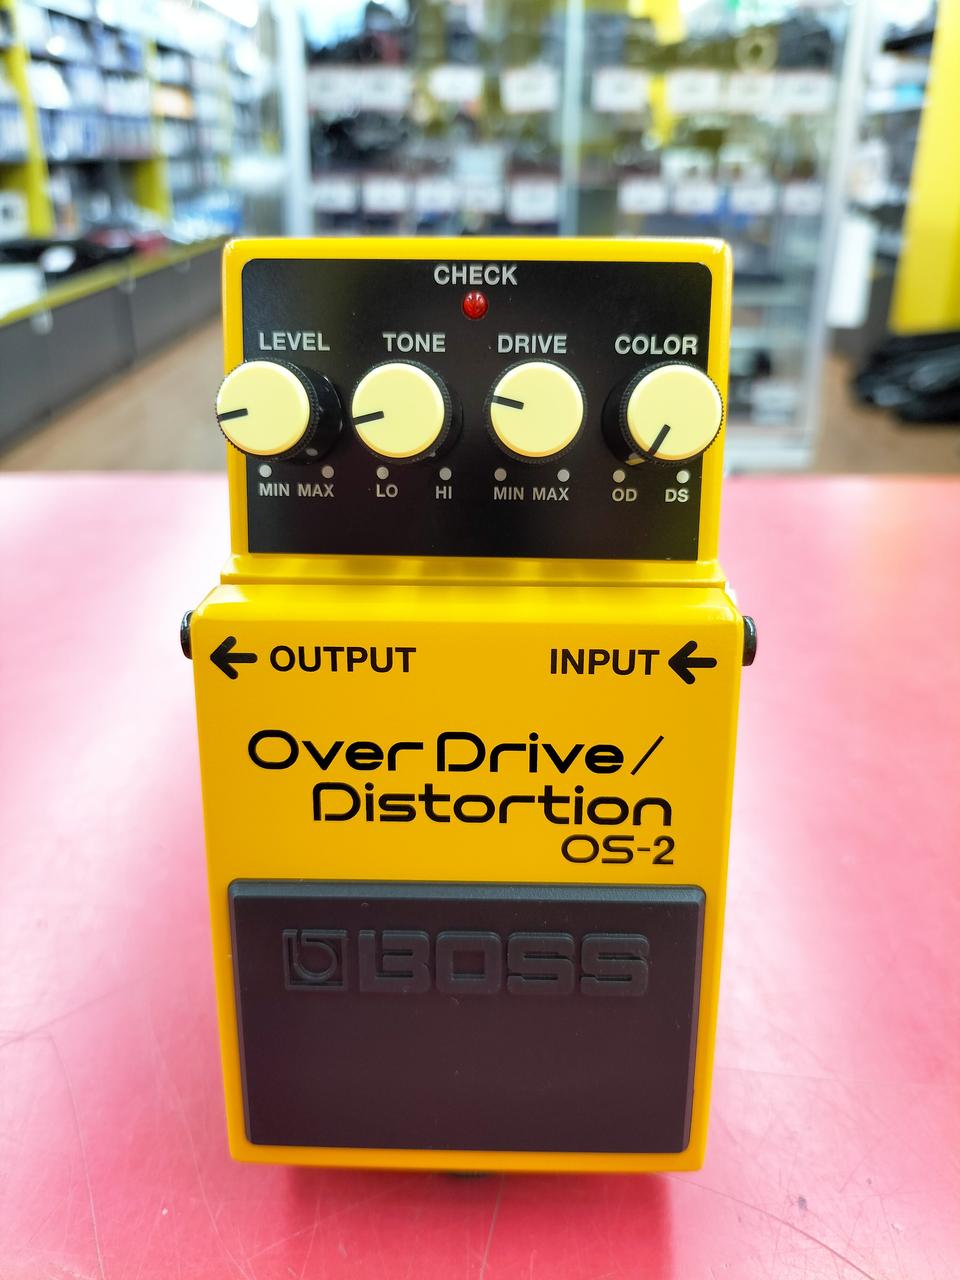 CHECK
LEVEL TONE DRIVE COLOR
MIN MAX LO HI MIN MAX OD DS
← OUTPUT INPUT ←
Over Drive/
Distortion
OS-2
BOSS